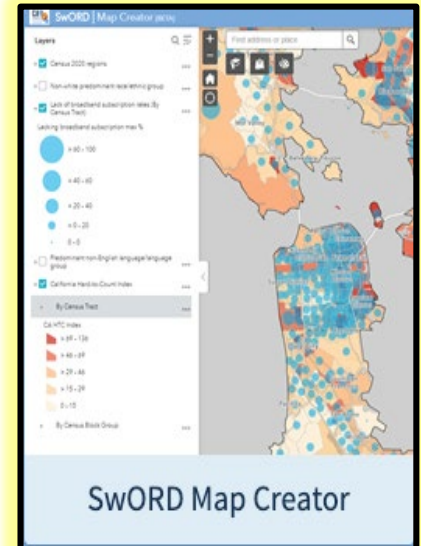 SwORD | Map Creator (BETA)
Layers
Find address or place
Census 2020 regions
Non-white predominant race/ethnic group
Lack of broadband subscription rates (By Census Tract)
Lacking broadband subscription max %
> 60 - 100
> 40 - 60
> 20 - 40
> 0 - 20
0 - 0
Predominant non-English language/language group
California Hard-to-Count Index
By Census Tract
CA HTC Index
> 69 - 136
> 46 - 69
> 29 - 46
> 15 - 29
0 - 15
By Census Block Group
SwORD Map Creator